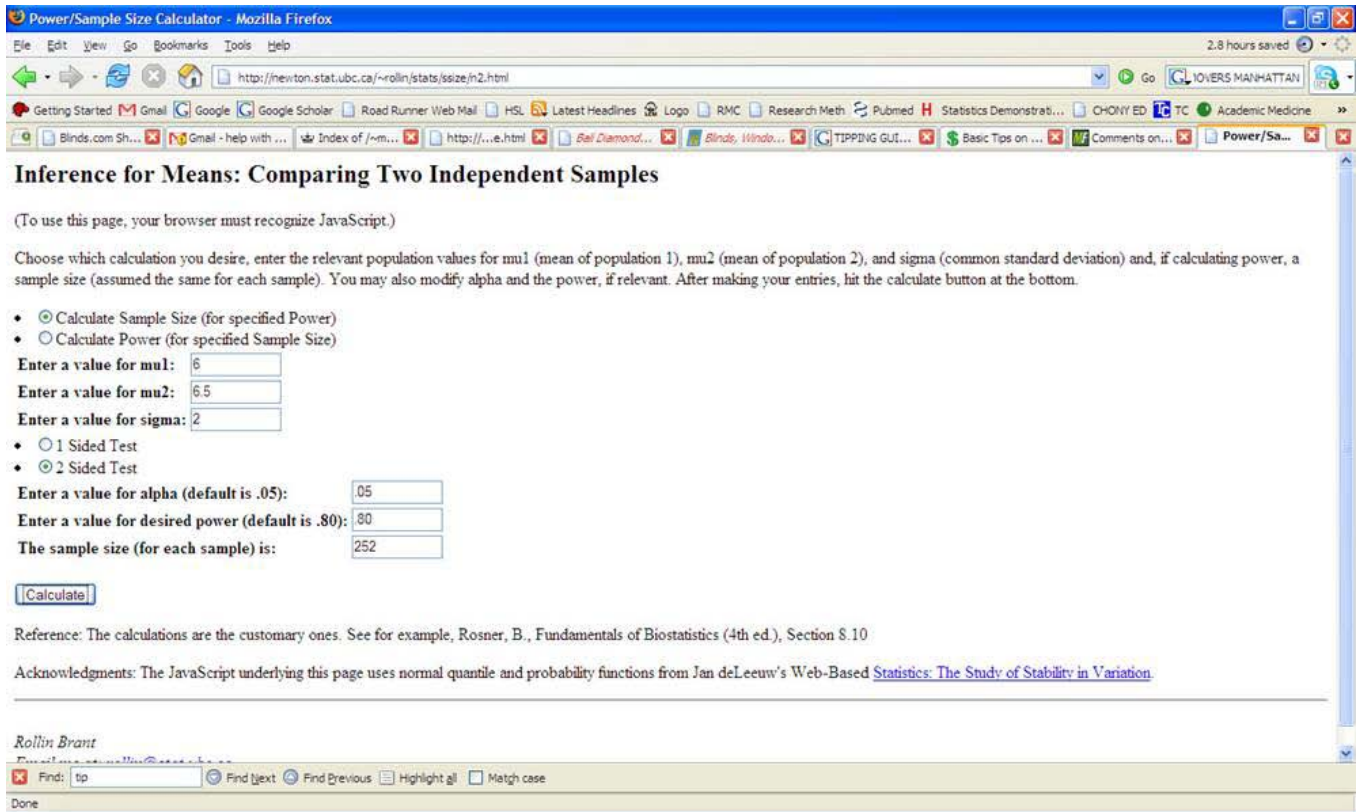 Power/Sample Size Calculator - Mozilla Firefox
File Edit View Go Bookmarks Tools Help
2.8 hours saved
http://newton.stat.ubc.ca/~rollin/stats/ssize/n2.html
Go
IOVERS MANHATTAN
Getting Started Gmail Google Google Scholar Road Runner Web Mail HSL Latest Headlines Logo RMC Research Meth Pubmed Statistics Demonstrati... CHONY ED TC Academic Medicine »
Blinds.com Sh... Gmail - help with ... Index of /~m... http://...e.html Bali Diamond... Blinds, Windo... TIPPING GUI... Basic Tips on ... Comments on... Power/Sa...
Inference for Means: Comparing Two Independent Samples
(To use this page, your browser must recognize JavaScript.)
Choose which calculation you desire, enter the relevant population values for mu1 (mean of population 1), mu2 (mean of population 2), and sigma (common standard deviation) and, if calculating power, a
sample size (assumed the same for each sample). You may also modify alpha and the power, if relevant. After making your entries, hit the calculate button at the bottom.
Calculate Sample Size (for specified Power)
Calculate Power (for specified Sample Size)
Enter a value for mu1: 6
Enter a value for mu2: 6.5
Enter a value for sigma: 2
1 Sided Test
2 Sided Test
Enter a value for alpha (default is .05): .05
Enter a value for desired power (default is .80): .80
The sample size (for each sample) is: 252
Calculate
Reference: The calculations are the customary ones. See for example, Rosner, B., Fundamentals of Biostatistics (4th ed.), Section 8.10
Acknowledgments: The JavaScript underlying this page uses normal quantile and probability functions from Jan deLeeuw's Web-Based Statistics: The Study of Stability in Variation.
Rollin Brant
Find: tip Find Next Find Previous Highlight all Match case
Done